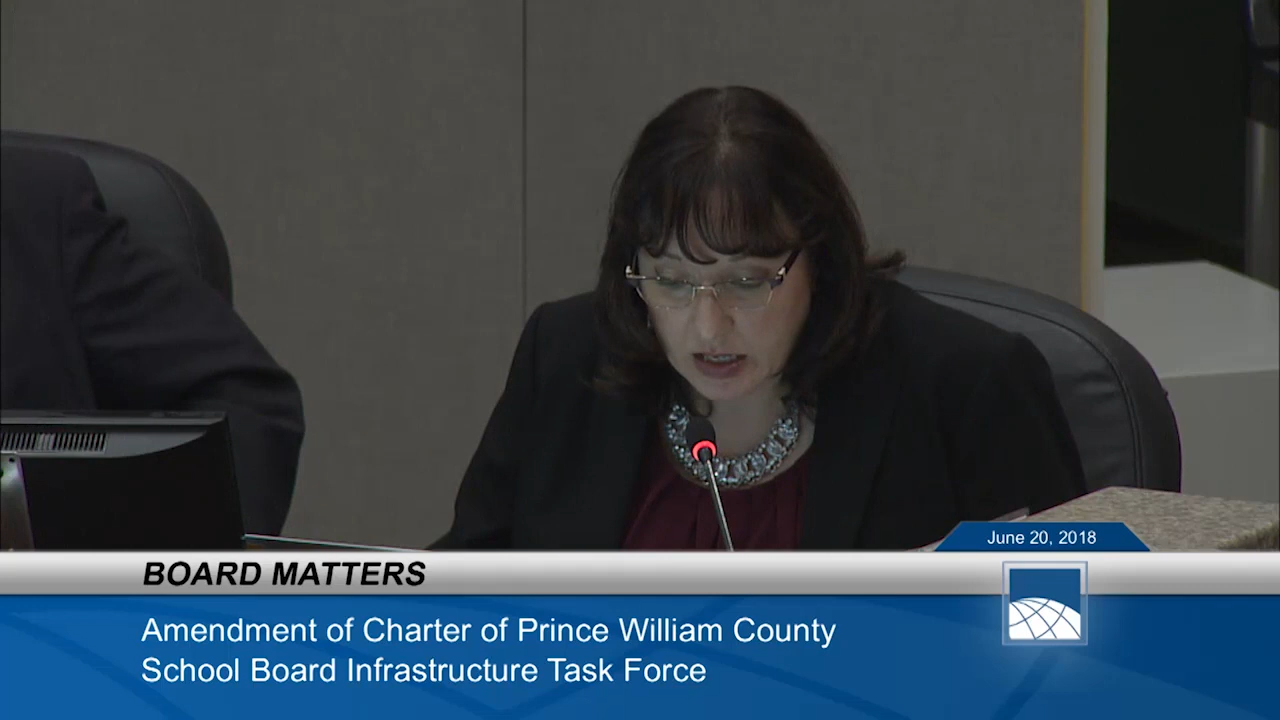 June 20, 2018
BOARD MATTERS
Amendment of Charter of Prince William County
School Board Infrastructure Task Force